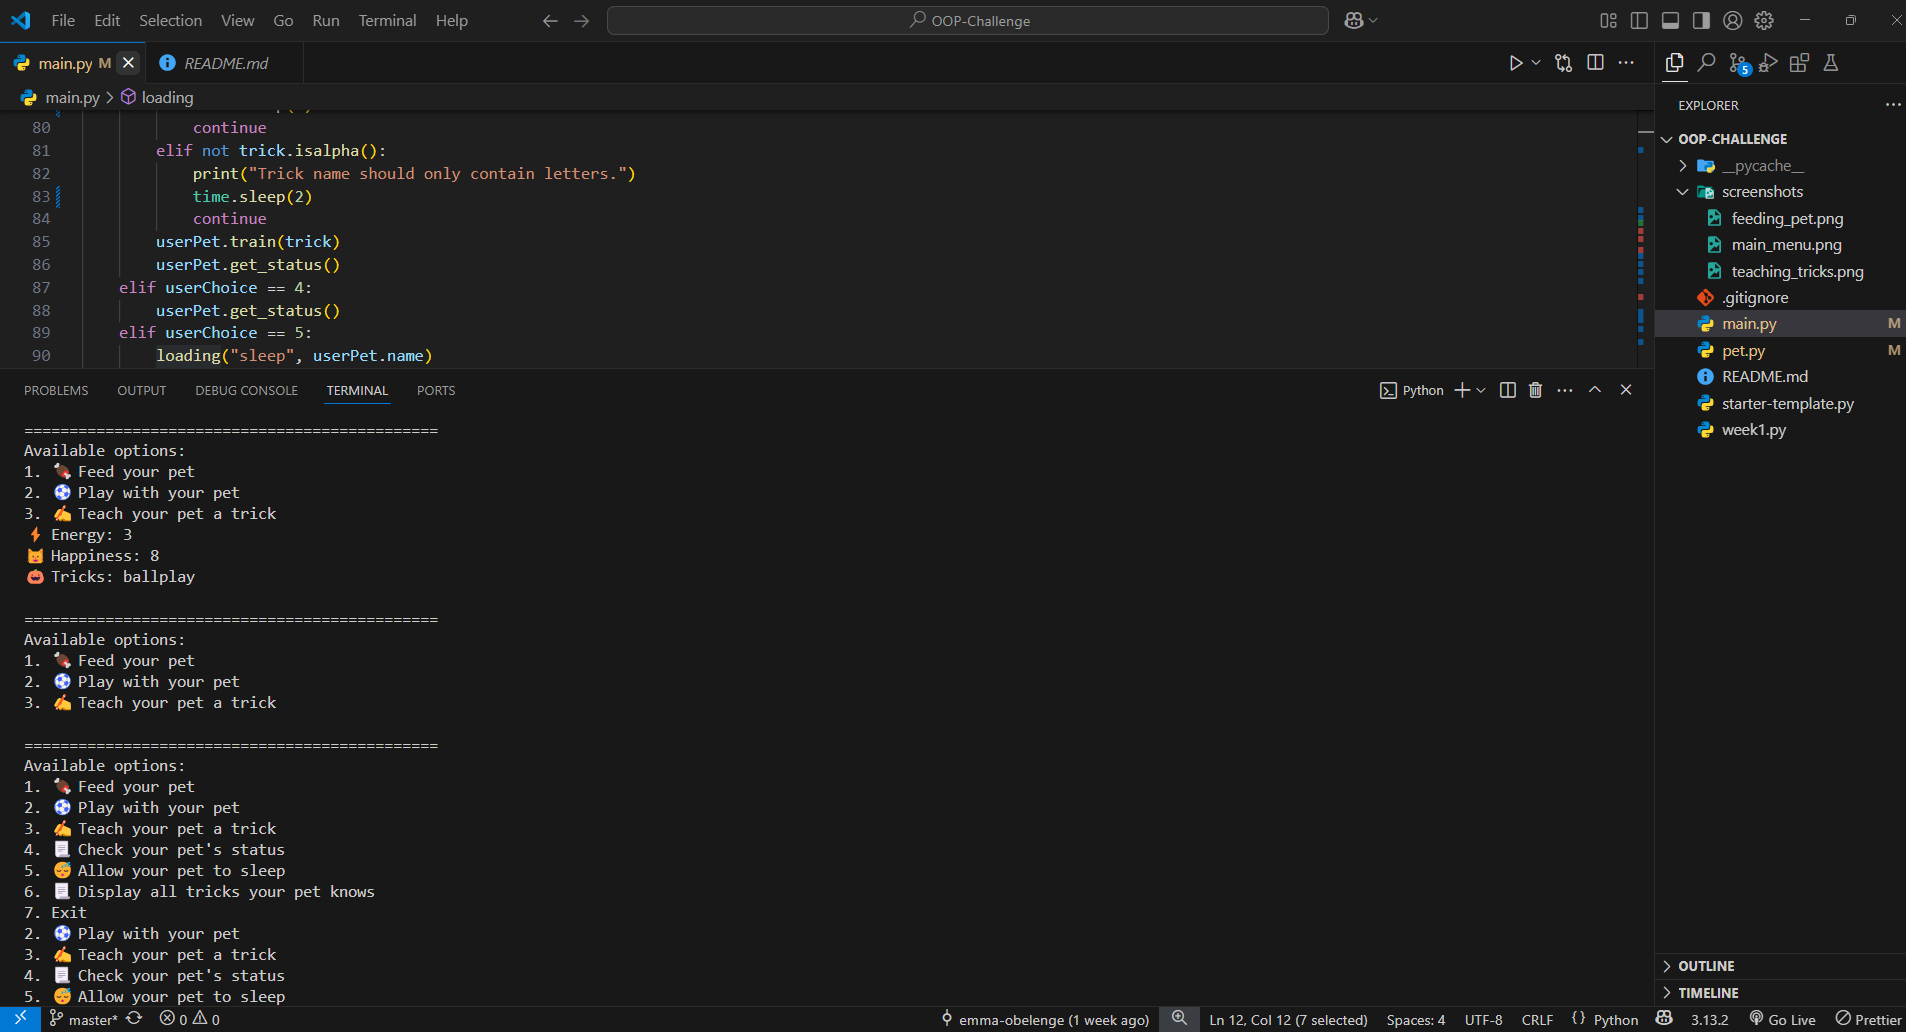 File Edit Selection View Go Run Terminal Help
OOP-Challenge
main.py M
README.md
main.py > loading
80 continue
81 elif not trick.isalpha():
82 print("Trick name should only contain letters.")
83 time.sleep(2)
84 continue
85 userPet.train(trick)
86 userPet.get_status()
87 elif userChoice == 4:
88 userPet.get_status()
89 elif userChoice == 5:
90 loading("sleep", userPet.name)
PROBLEMS OUTPUT DEBUG CONSOLE TERMINAL PORTS
Python
==============================================
Available options:
1. 🍖 Feed your pet
2. ⚽ Play with your pet
3. ✍ Teach your pet a trick
⚡ Energy: 3
😺 Happiness: 8
🎃 Tricks: ballplay
==============================================
Available options:
1. 🍖 Feed your pet
2. ⚽ Play with your pet
3. ✍ Teach your pet a trick
==============================================
Available options:
1. 🍖 Feed your pet
2. ⚽ Play with your pet
3. ✍ Teach your pet a trick
4. 📃 Check your pet's status
5. 😴 Allow your pet to sleep
6. 📃 Display all tricks your pet knows
7. Exit
2. ⚽ Play with your pet
3. ✍ Teach your pet a trick
4. 📃 Check your pet's status
5. 😴 Allow your pet to sleep
5
EXPLORER
OOP-CHALLENGE
__pycache__
screenshots
feeding_pet.png
main_menu.png
teaching_tricks.png
.gitignore
main.py M
pet.py M
README.md
starter-template.py
week1.py
OUTLINE
TIMELINE
master* 0 0
emma-obelenge (1 week ago) Ln 12, Col 12 (7 selected) Spaces: 4 UTF-8 CRLF {} Python 3.13.2 Go Live Prettier